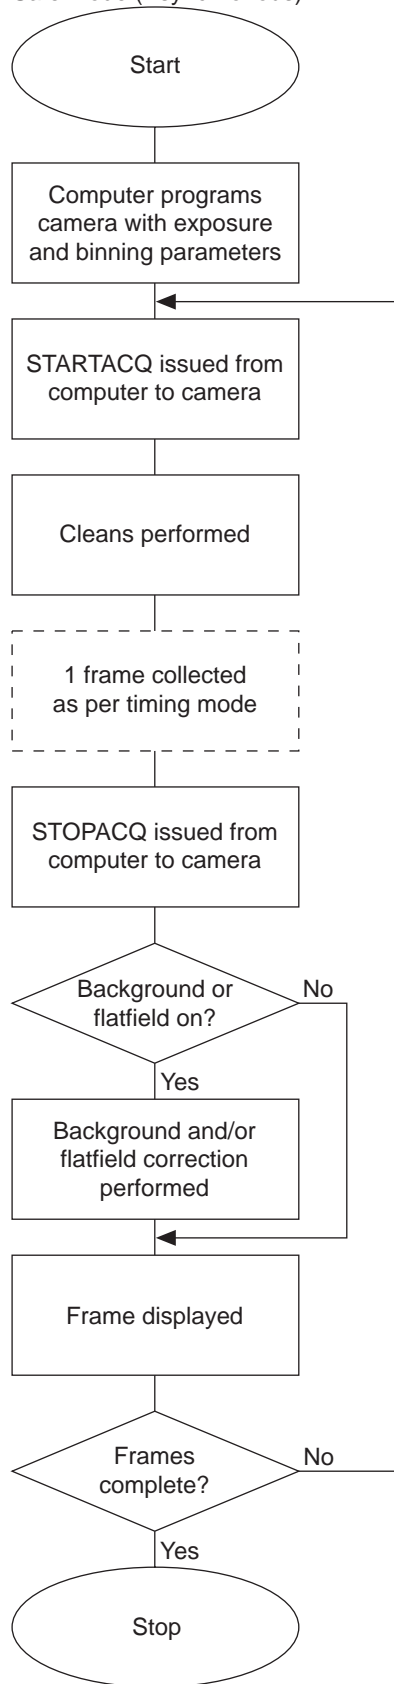 Start
Computer programs
camera with exposure
and binning parameters
STARTACQ issued from
computer to camera
Cleans performed
1 frame collected
as per timing mode
STOPACQ issued from
computer to camera
Background or
flatfield on?
No
Yes
Background and/or
flatfield correction
performed
Frame displayed
Frames
complete?
No
Yes
Stop